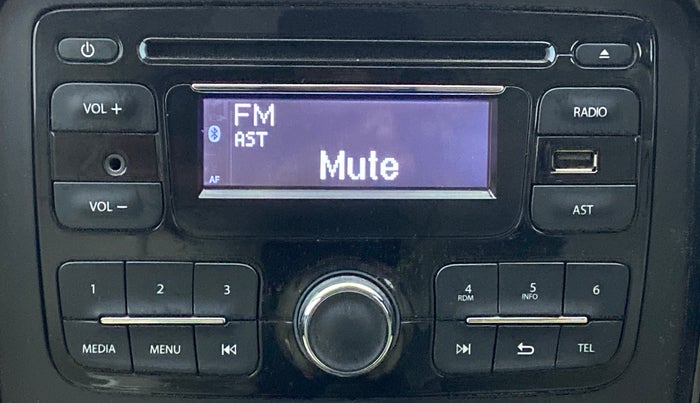 VOL +
FM
AST
Mute
AF
RADIO
VOL −
AST
1
2
3
4
RDM
5
INFO
6
MEDIA
MENU
TEL